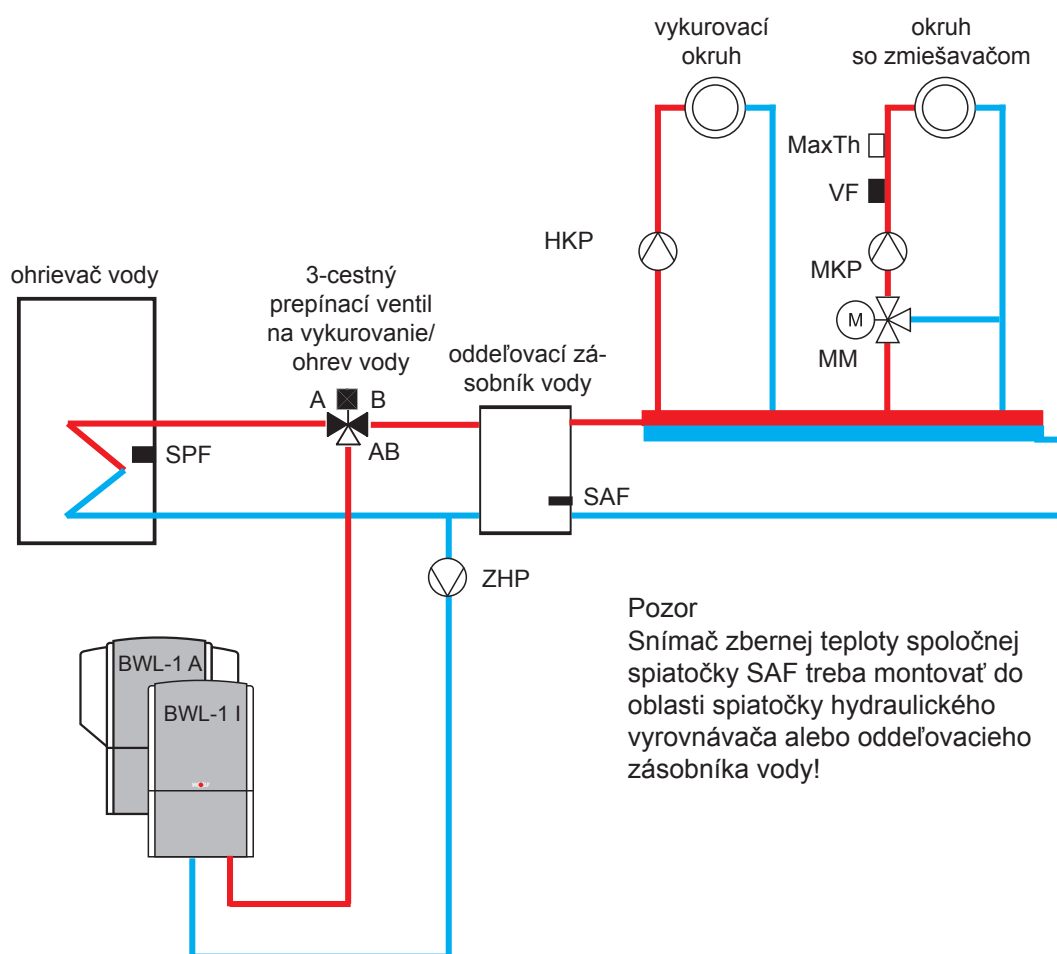 vykurovací
okruh
okruh
so zmiešavačom
MaxTh
VF
HKP
MKP
M
MM
ohrievač vody
3-cestný
prepínací ventil
na vykurovanie/
ohrev vody
oddeľovací zá-
sobník vody
A
B
AB
SPF
SAF
ZHP
BWL-1 A
BWL-1 I
Pozor
Snímač zbernej teploty spoločnej
spiatočky SAF treba montovať do
oblasti spiatočky hydraulického
vyrovnávača alebo oddeľovacieho
zásobníka vody!